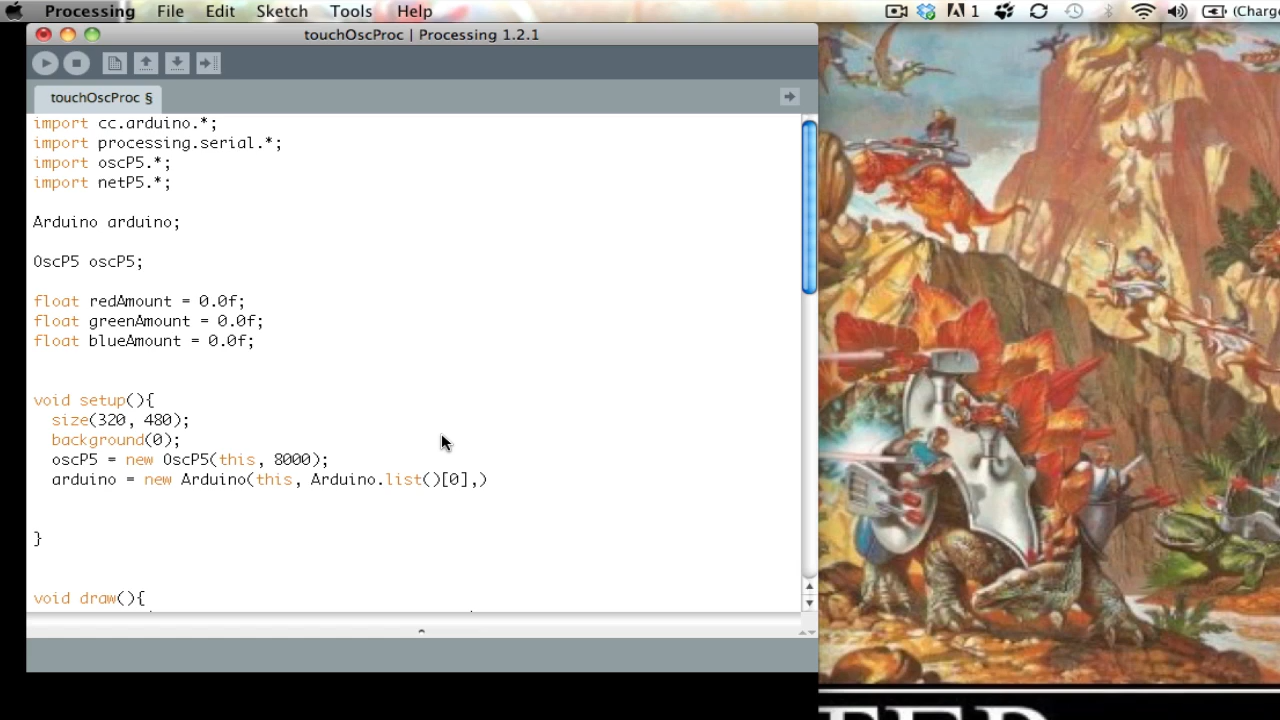 Processing File Edit Sketch Tools Help 1 (Charge
touchOscProc | Processing 1.2.1
touchOscProc §
import cc.arduino.*;
import processing.serial.*;
import oscP5.*;
import netP5.*;
Arduino arduino;
OscP5 oscP5;
float redAmount = 0.0f;
float greenAmount = 0.0f;
float blueAmount = 0.0f;
void setup(){
size(320, 480);
background(0);
oscP5 = new OscP5(this, 8000);
arduino = new Arduino(this, Arduino.list()[0],)
}
void draw(){